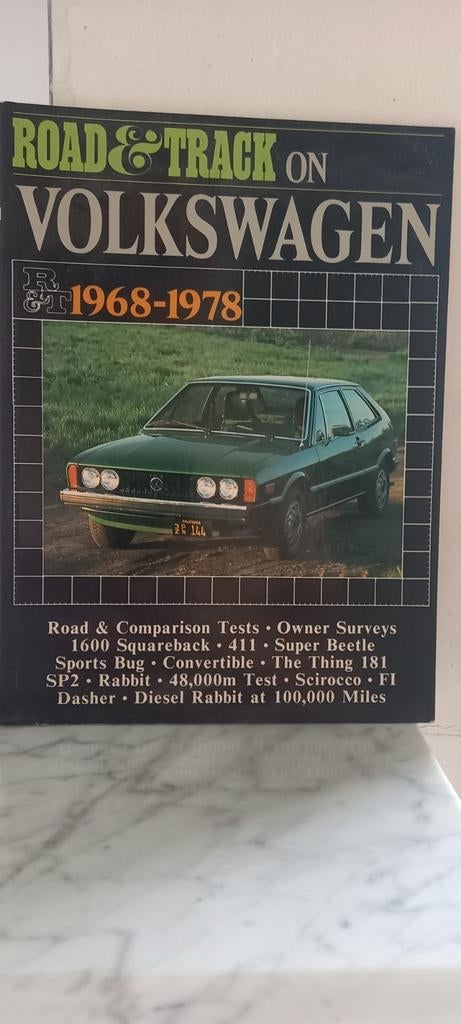 ROAD & TRACK ON
VOLKSWAGEN
R&T 1968-1978
144
Road & Comparison Tests • Owner Surveys
1600 Squareback • 411 • Super Beetle
Sports Bug • Convertible • The Thing 181
SP2 • Rabbit • 48,000m Test • Scirocco • FI
Dasher • Diesel Rabbit at 100,000 Miles